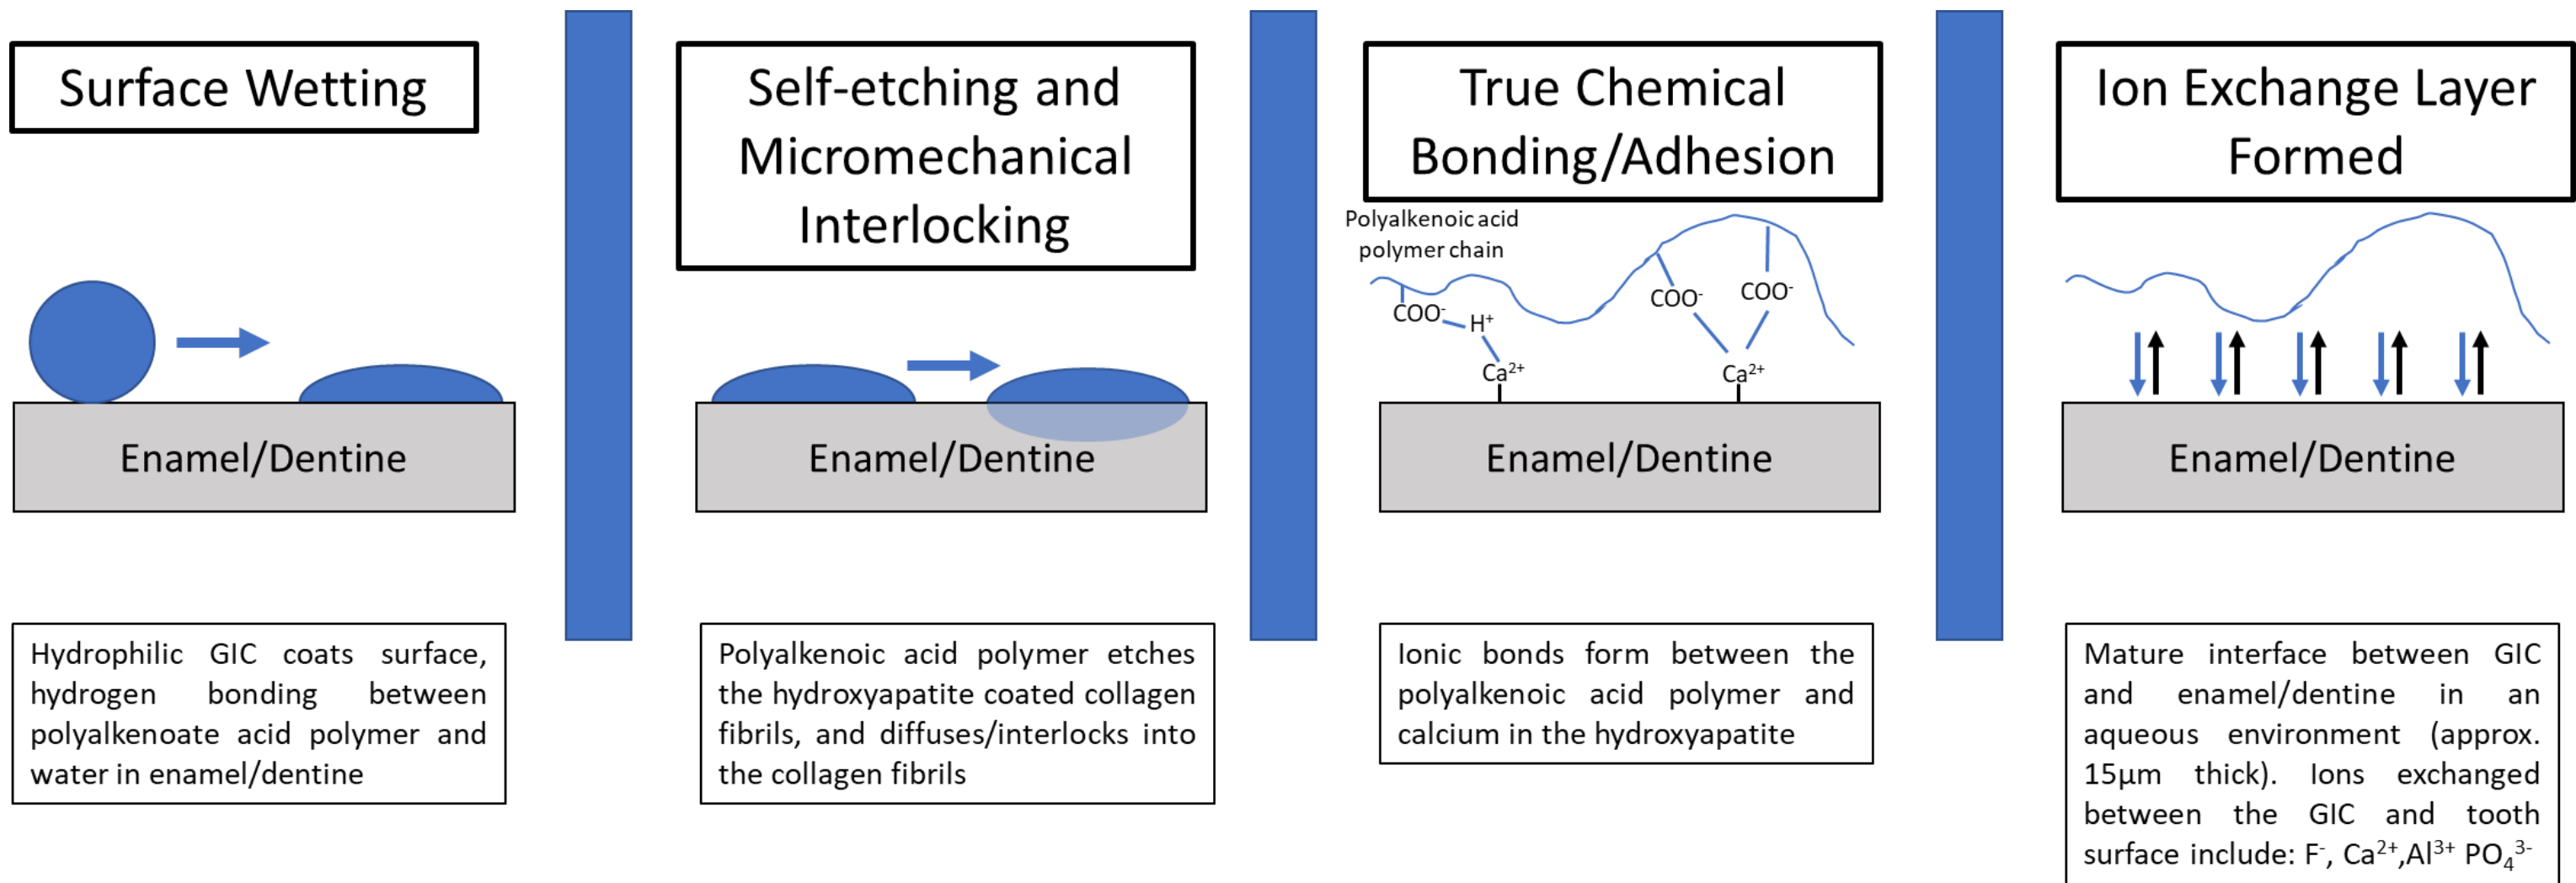 Surface Wetting
Hydrophilic GIC coats surface,
hydrogen bonding between
polyalkenoate acid polymer and
water in enamel/dentine
Enamel/Dentine
Self-etching and
Micromechanical
Interlocking
Enamel/Dentine
Polyalkenoic acid polymer etches
the hydroxyapatite coated collagen
fibrils, and diffuses/interlocks into
the collagen fibrils
True Chemical
Bonding/Adhesion
Polyalkenoic acid
polymer chain
COO⁻
H⁺
Ca²⁺
COO⁻
COO⁻
Ca²⁺
Enamel/Dentine
Ionic bonds form between the
polyalkenoic acid polymer and
calcium in the hydroxyapatite
Ion Exchange Layer
Formed
Enamel/Dentine
Mature interface between GIC
and enamel/dentine in an
aqueous environment (approx.
15µm thick). Ions exchanged
between the GIC and tooth
surface include: F⁻, Ca²⁺,Al³⁺ PO₄³⁻